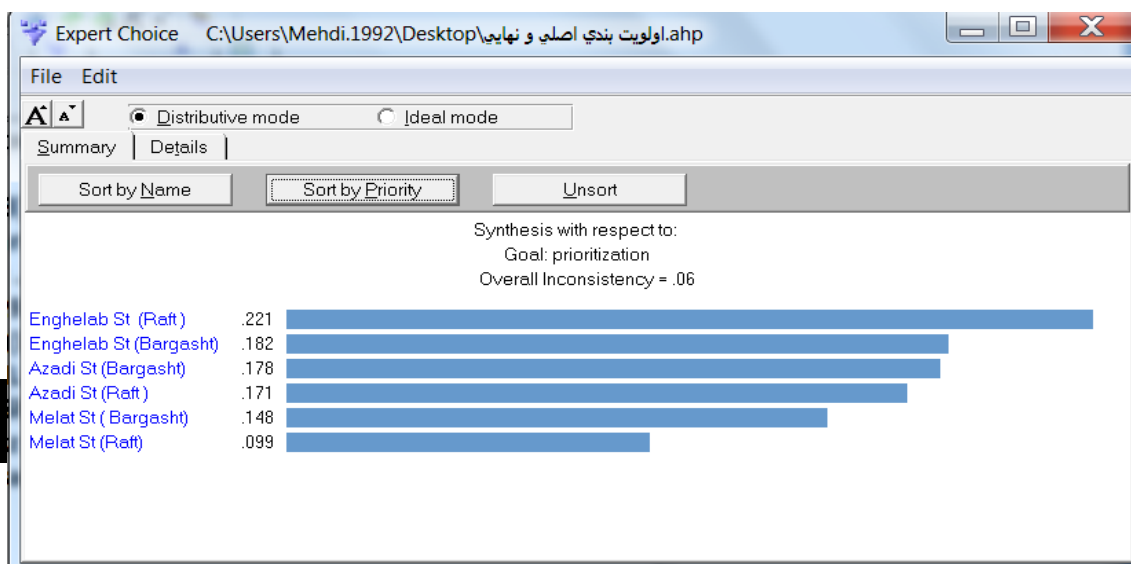 Expert Choice C:\Users\Mehdi.1992\Desktop\اولويت بندي اصلي و نهايي.ahp
File Edit
A A Distributive mode Ideal mode
Summary Details
Sort by Name Sort by Priority Unsort
Synthesis with respect to:
Goal: prioritization
Overall Inconsistency = .06
Enghelab St (Raft ) .221
Enghelab St (Bargasht) .182
Azadi St (Bargasht) .178
Azadi St (Raft ) .171
Melat St ( Bargasht) .148
Melat St (Raft) .099